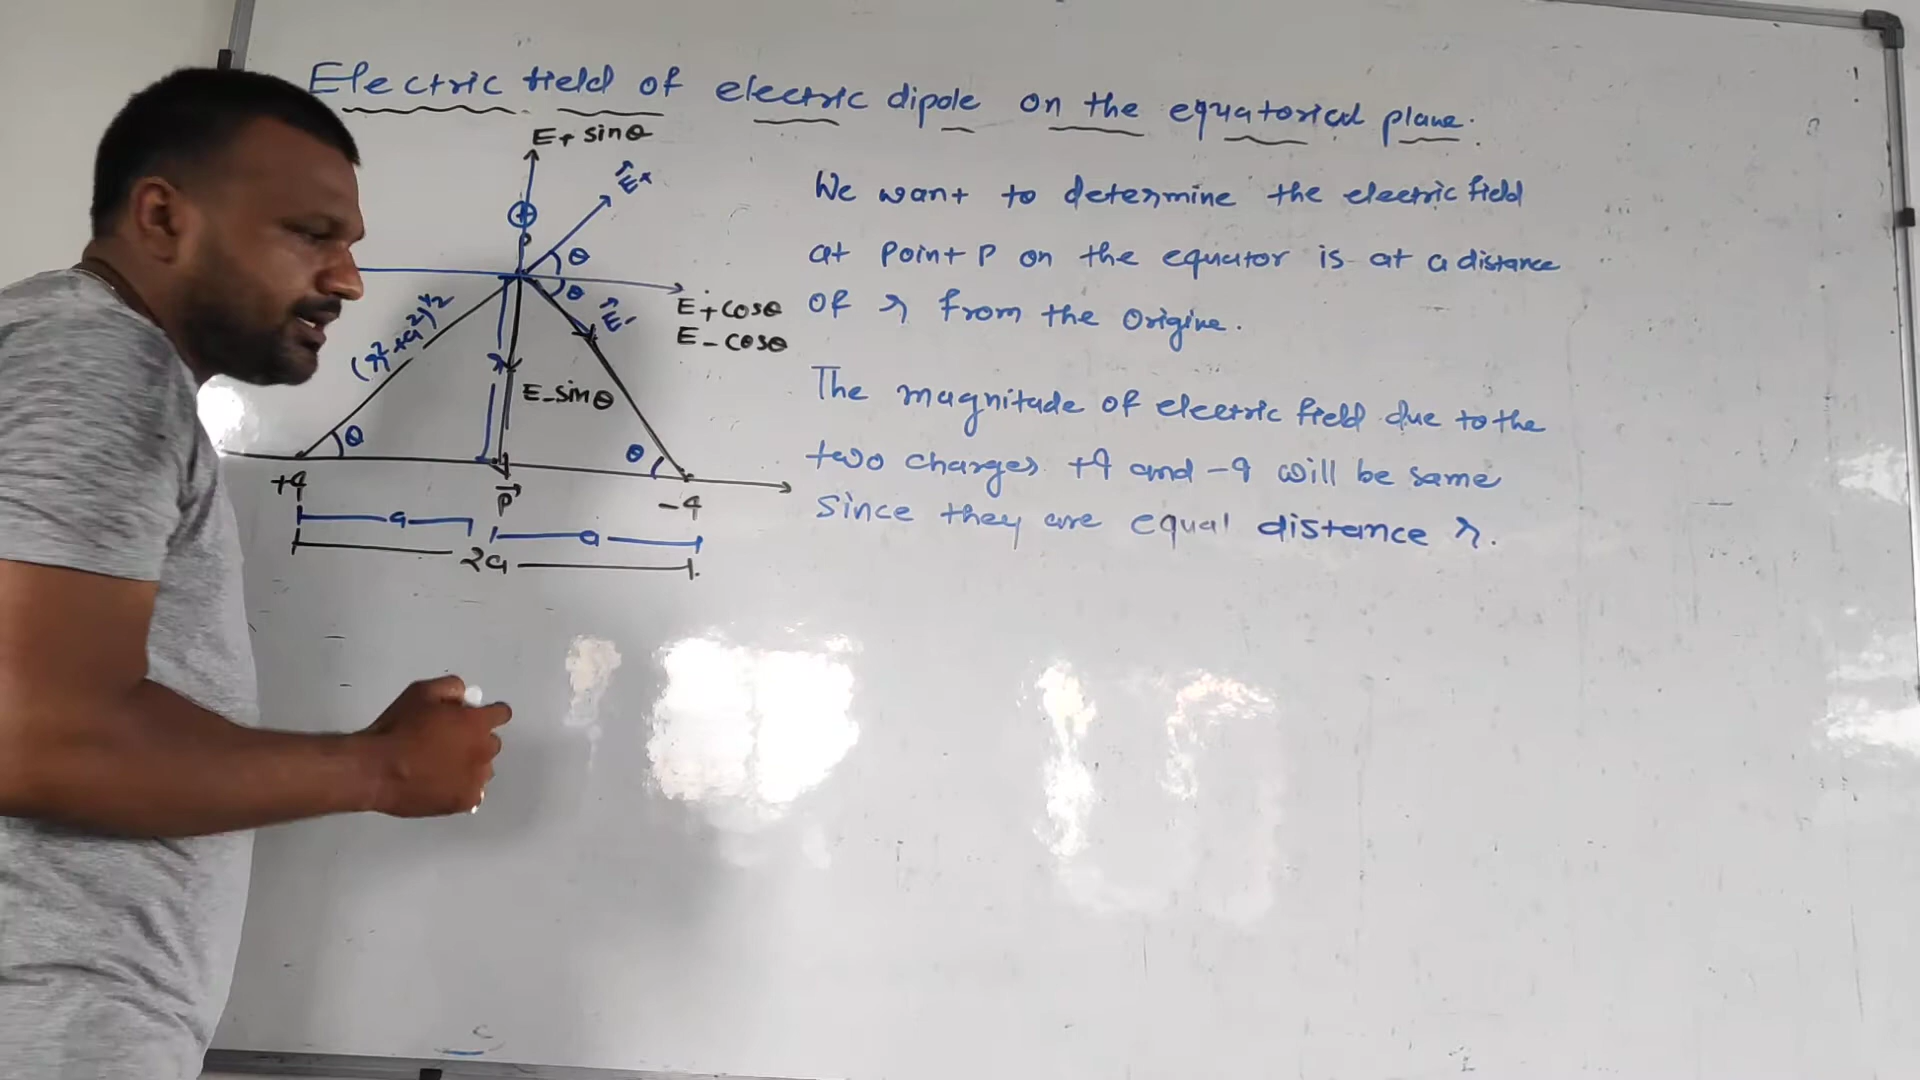 Electric field of electric dipole on the equatorical plane.
E+ sinθ
E⃗+
We want to determine the electric field
P
θ
at point P on the equator is at a distance
θ
E+cosθ
of r from the origine.
(r²+a²)^½
E⃗-
E-cosθ
r
The magnitude of electric field due to the
E-sinθ
θ
θ
two charges +q and -q will be same
+q
P⃗
-q
since they are equal distance r.
a
a
2a